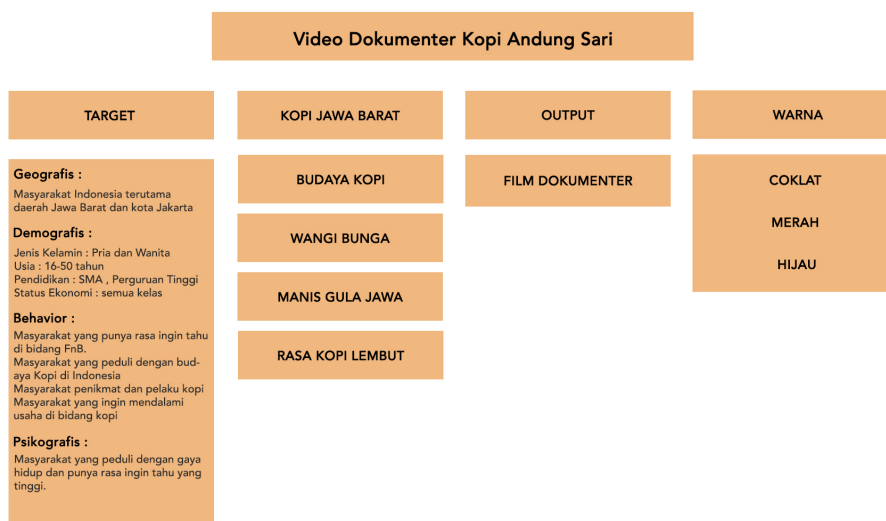 Video Dokumenter Kopi Andung Sari
TARGET
Geografis :
Masyarakat Indonesia terutama
daerah Jawa Barat dan kota Jakarta
Demografis :
Jenis Kelamin : Pria dan Wanita
Usia : 16-50 tahun
Pendidikan : SMA , Perguruan Tinggi
Status Ekonomi : semua kelas
Behavior :
Masyarakat yang punya rasa ingin tahu
di bidang FnB.
Masyarakat yang peduli dengan bud-
aya Kopi di Indonesia
Masyarakat penikmat dan pelaku kopi
Masyarakat yang ingin mendalami
usaha di bidang kopi
Psikografis :
Masyarakat yang peduli dengan gaya
hidup dan punya rasa ingin tahu yang
tinggi.
KOPI JAWA BARAT
BUDAYA KOPI
WANGI BUNGA
MANIS GULA JAWA
RASA KOPI LEMBUT
OUTPUT
FILM DOKUMENTER
WARNA
COKLAT
MERAH
HIJAU